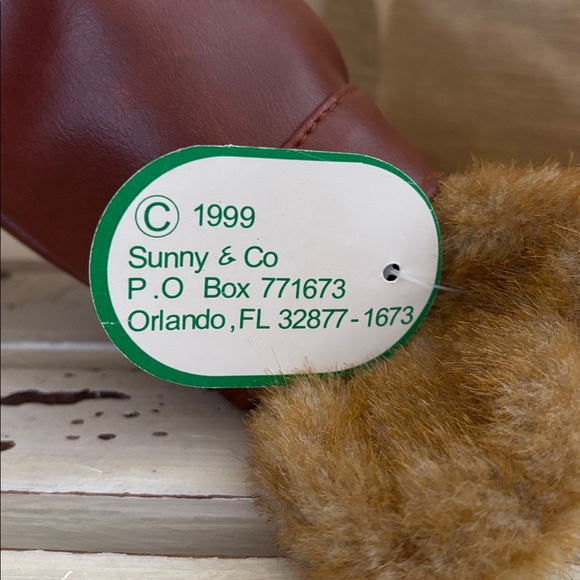 © 1999
Sunny & Co
P.O Box 771673
Orlando, FL 32877-1673